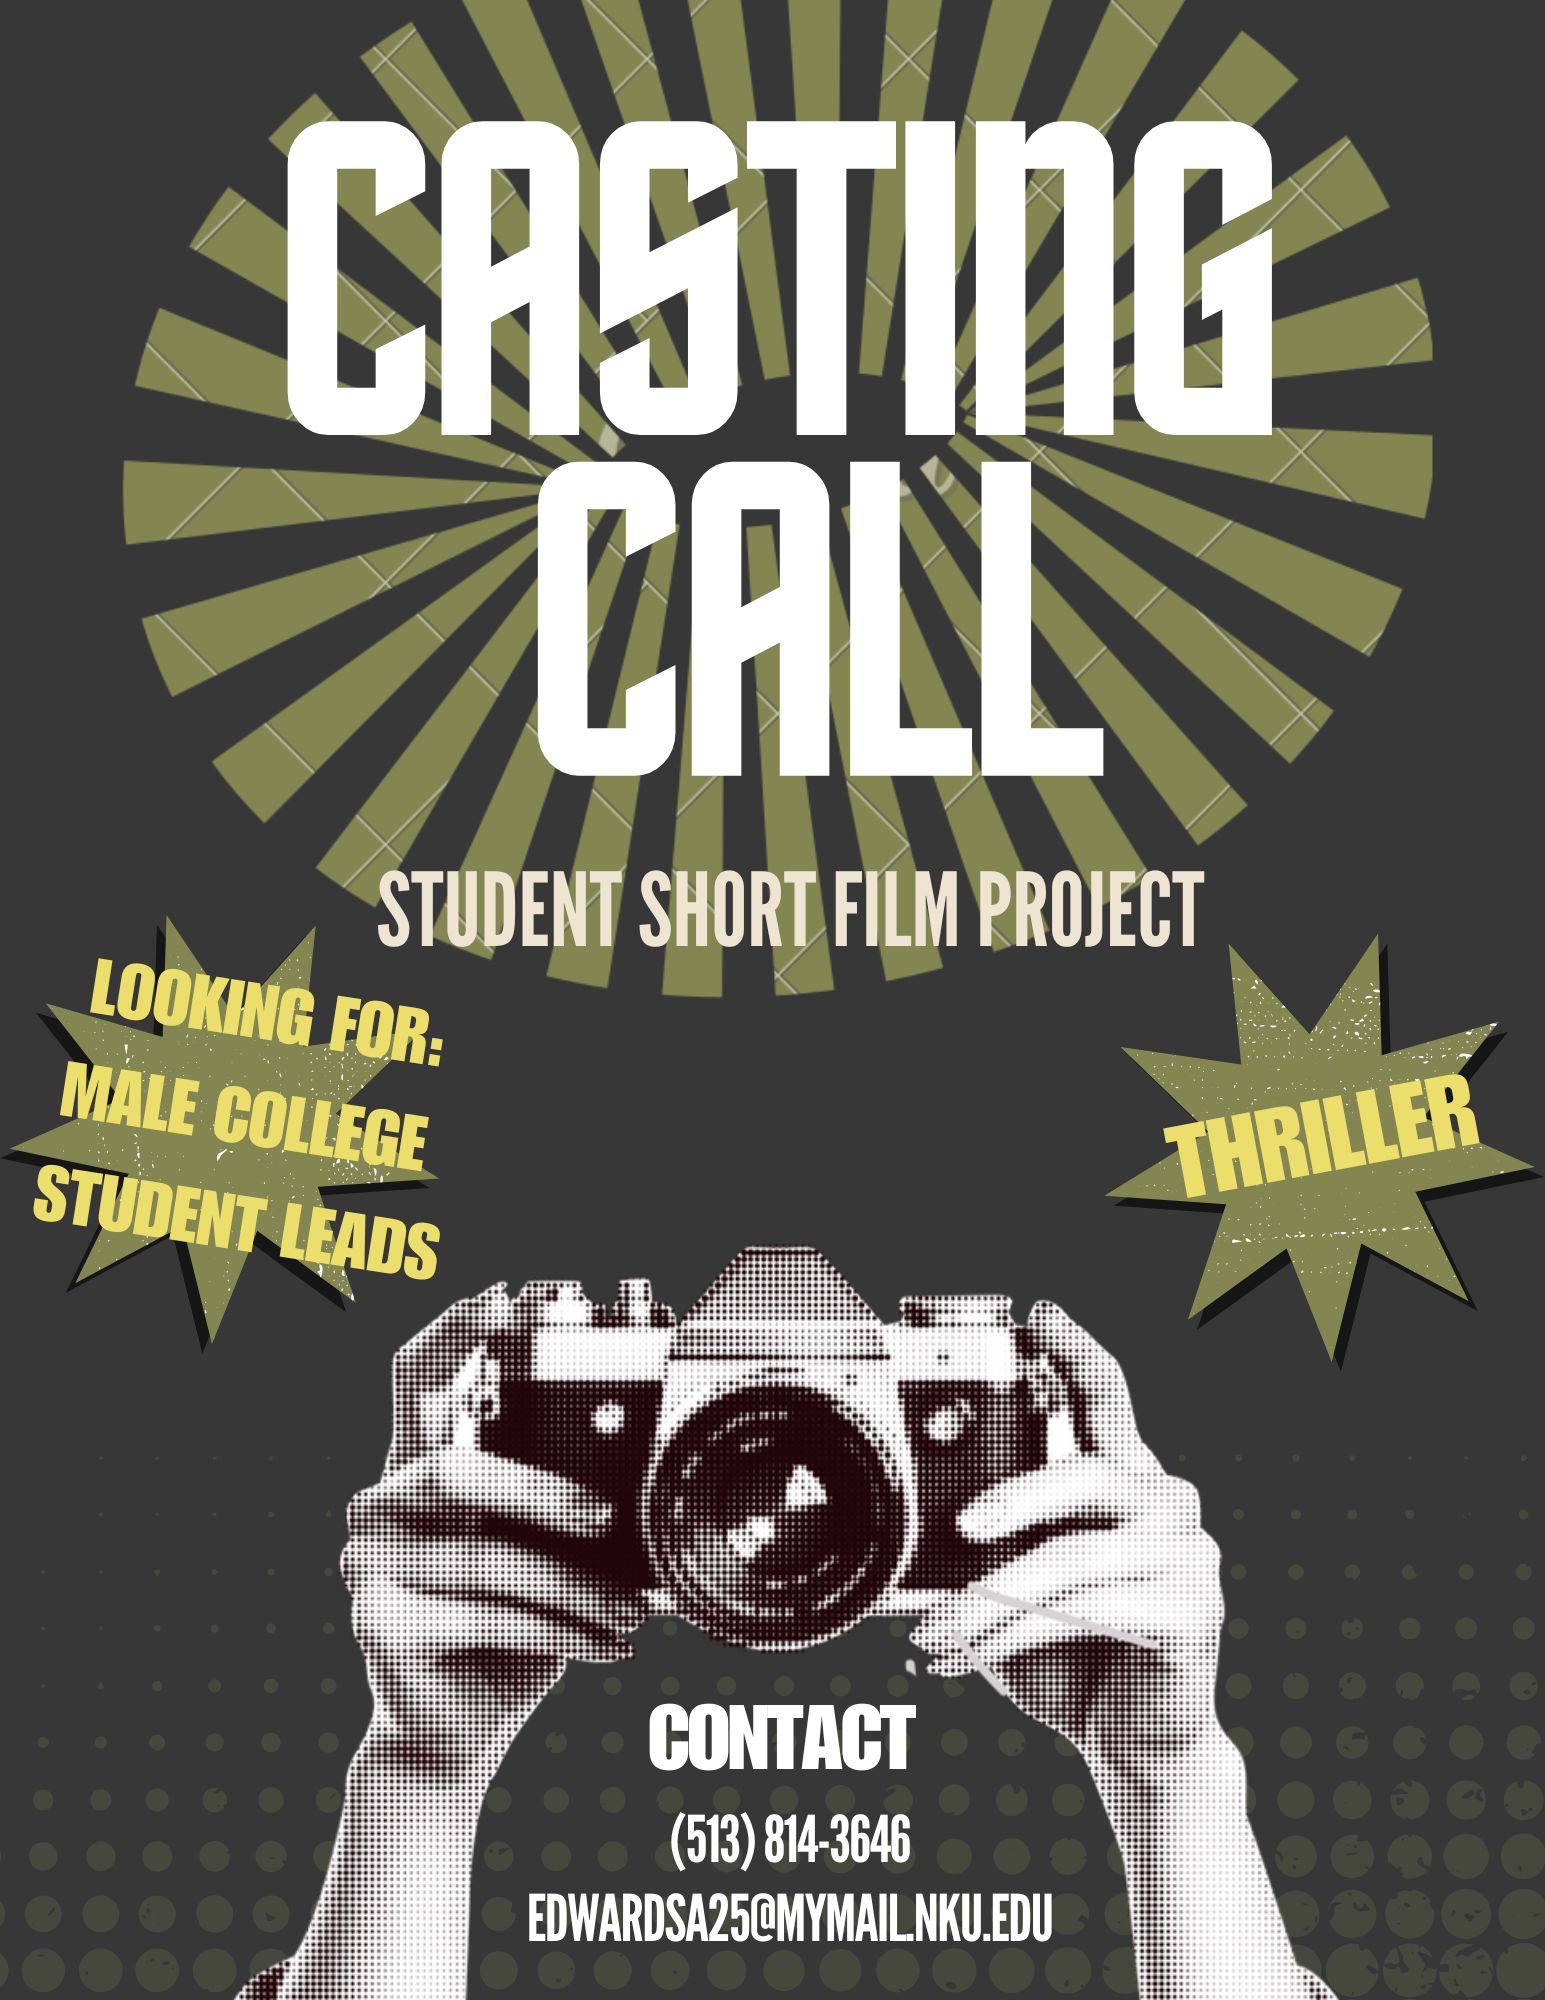 CASTING
CALL
STUDENT SHORT FILM PROJECT
LOOKING FOR:
MALE COLLEGE
STUDENT LEADS
THRILLER
CONTACT
(513) 814-3646
EDWARDSA25@MYMAIL.NKU.EDU